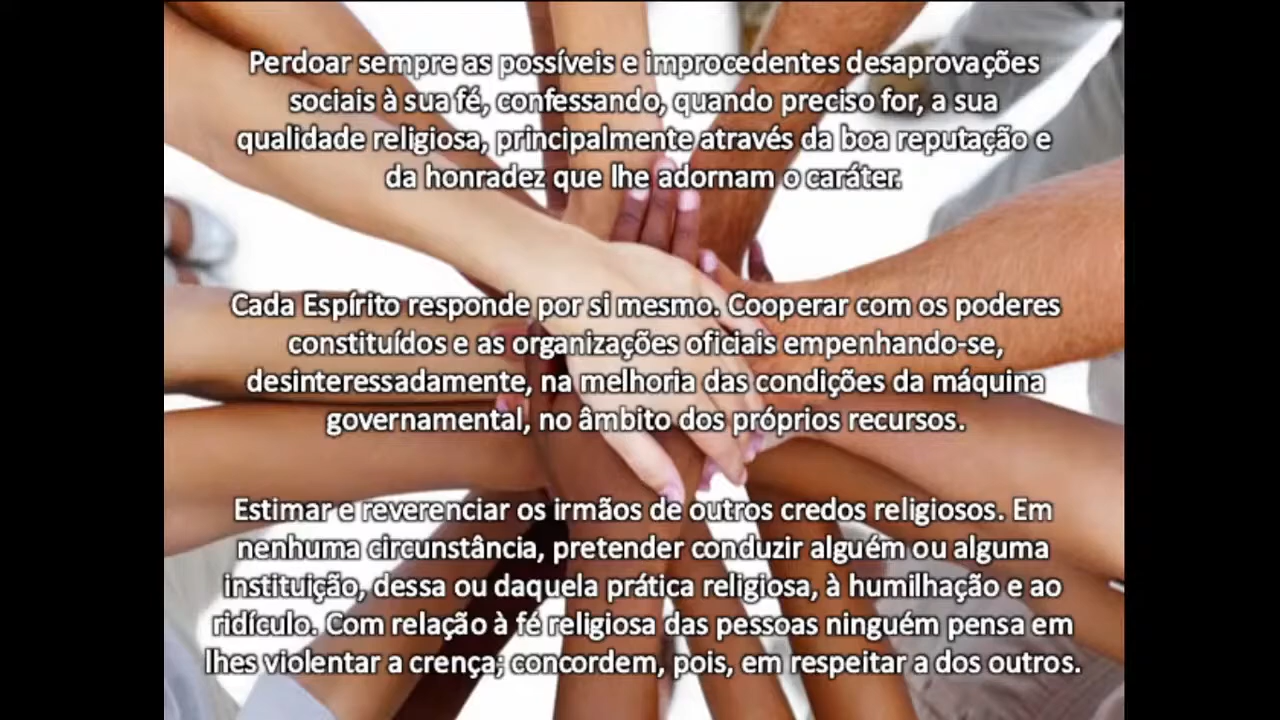 Perdoar sempre as possíveis e improcedentes desaprovações
sociais à sua fé, confessando, quando preciso for, a sua
qualidade religiosa, principalmente através da boa reputação e
da honradez que lhe adornam o caráter.
Cada Espírito responde por si mesmo. Cooperar com os poderes
constituídos e as organizações oficiais empenhando-se,
desinteressadamente, na melhoria das condições da máquina
governamental, no âmbito dos próprios recursos.
Estimar e reverenciar os irmãos de outros credos religiosos. Em
nenhuma circunstância, pretender conduzir alguém ou alguma
instituição, dessa ou daquela prática religiosa, à humilhação e ao
ridículo. Com relação à fé religiosa das pessoas ninguém pensa em
lhes violentar a crença; concordem, pois, em respeitar a dos outros.